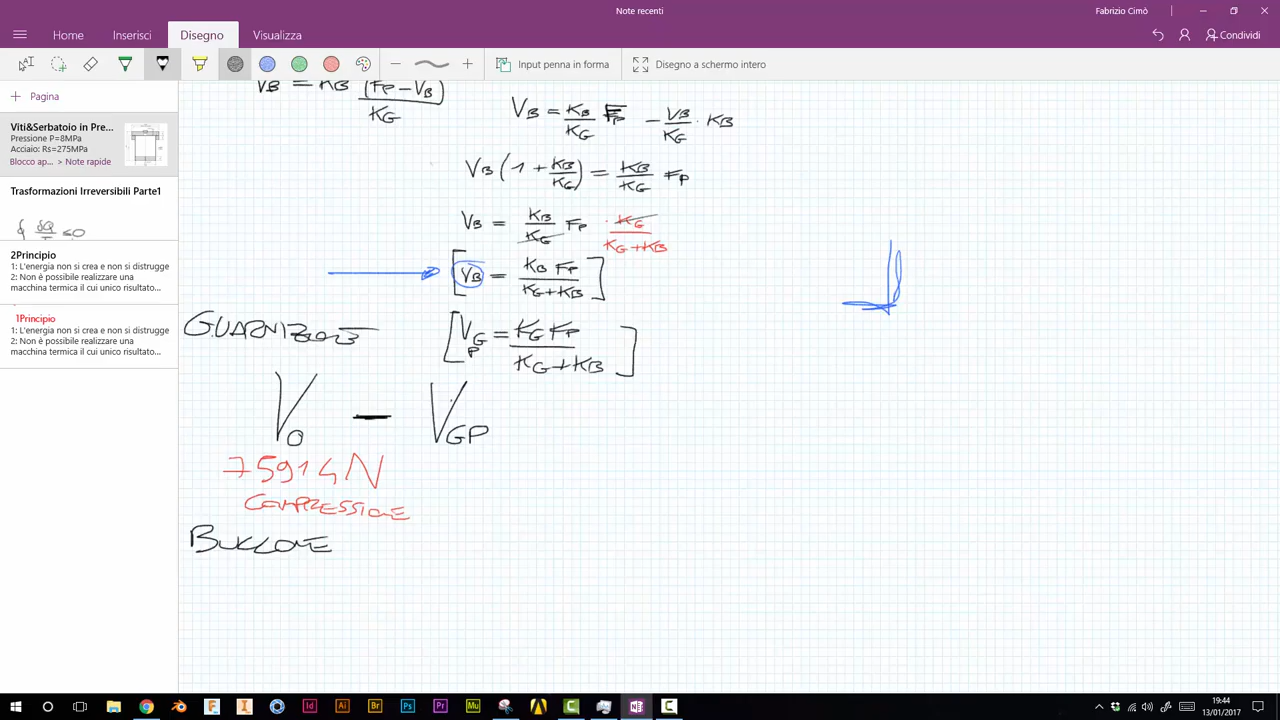 Note recenti
Fabrizio Cimò
Home Inserisci Disegno Visualizza
Condividi
Input penna in forma
Disegno a schermo intero
Pagina
Viti&Serbatoio in Pre...
Pressione P=8MPa
Acciaio: Rs=275MPa
Blocco ap... > Note rapide
Trasformazioni Irreversibili Parte1
∮ δQ/T ≤0
2Principio
1: L'energia non si crea e non si distrugge
2: Non é possibile realizzare una
macchina termica il cui unico risultato...
1Principio
1: L'energia non si crea e non si distrugge
2: Non é possibile realizzare una
macchina termica il cui unico risultato...
VB = KB (FP-VB)/KG
VB = KB/KG FP - VB/KG · KB
VB (1 + KB/KG) = KB/KG FP
VB = KB/KG FP · KG/(KG+KB)
[VB = KB FP/(KG+KB)]
GUARNIZIONE
[VGP = KG FP/(KG+KB)]
V0 - VGP
75914N
COMPRESSIONE
19:44
13/01/2017